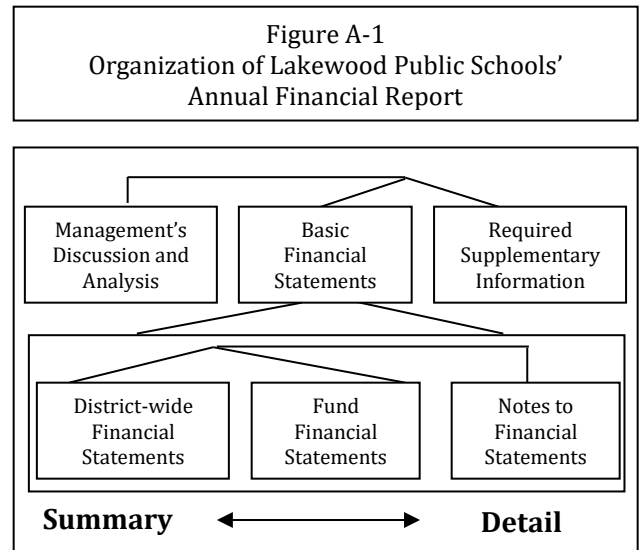 Figure A-1
Organization of Lakewood Public Schools’
Annual Financial Report
Management’s
Discussion and
Analysis
Basic
Financial
Statements
Required
Supplementary
Information
District-wide
Financial
Statements
Fund
Financial
Statements
Notes to
Financial
Statements
Summary
Detail